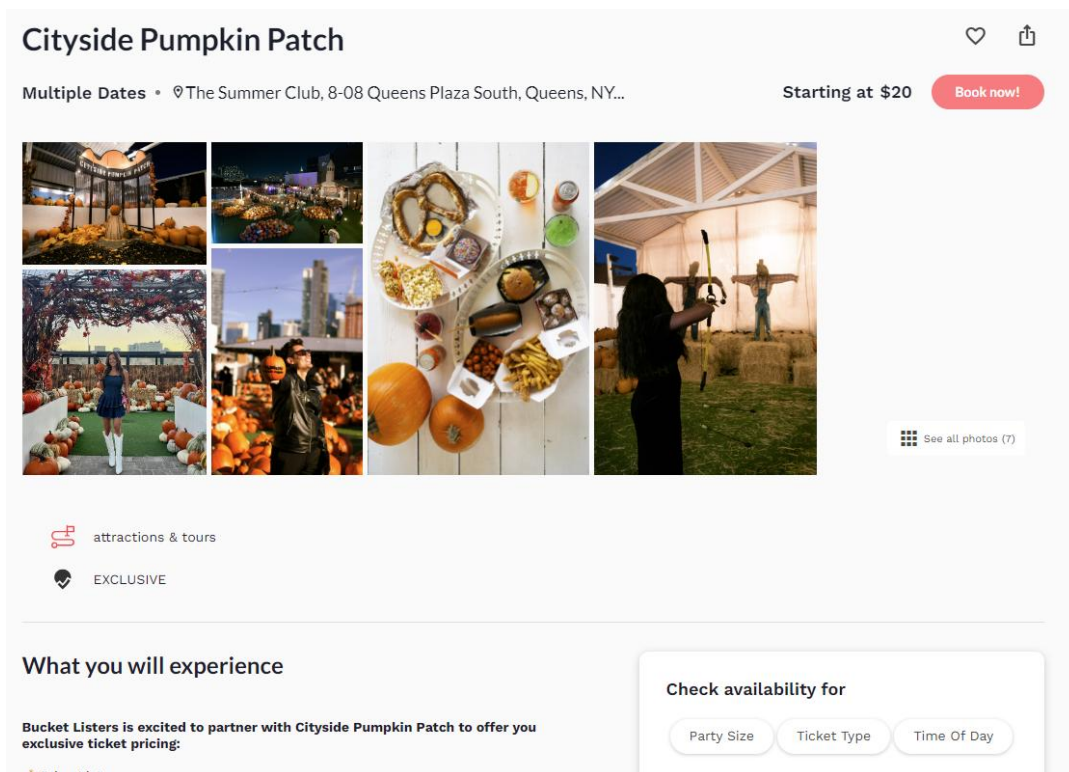 Cityside Pumpkin Patch
Multiple Dates • The Summer Club, 8-08 Queens Plaza South, Queens, NY...
Starting at $20
Book now!
CITYSIDE PUMPKIN PATCH
See all photos (7)
attractions & tours
EXCLUSIVE
What you will experience
Bucket Listers is excited to partner with Cityside Pumpkin Patch to offer you
exclusive ticket pricing:
Check availability for
Party Size
Ticket Type
Time Of Day